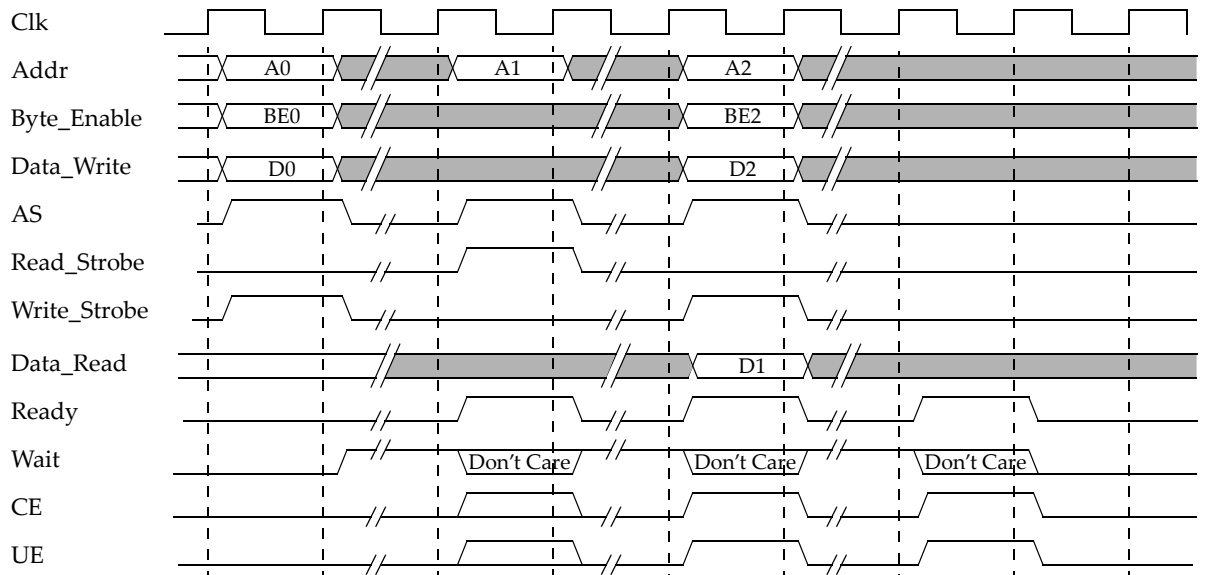 Clk
Addr A0 A1 A2
Byte_Enable BE0 BE2
Data_Write D0 D2
AS
Read_Strobe
Write_Strobe
Data_Read D1
Ready
Wait Don't Care Don't Care Don't Care
CE
UE